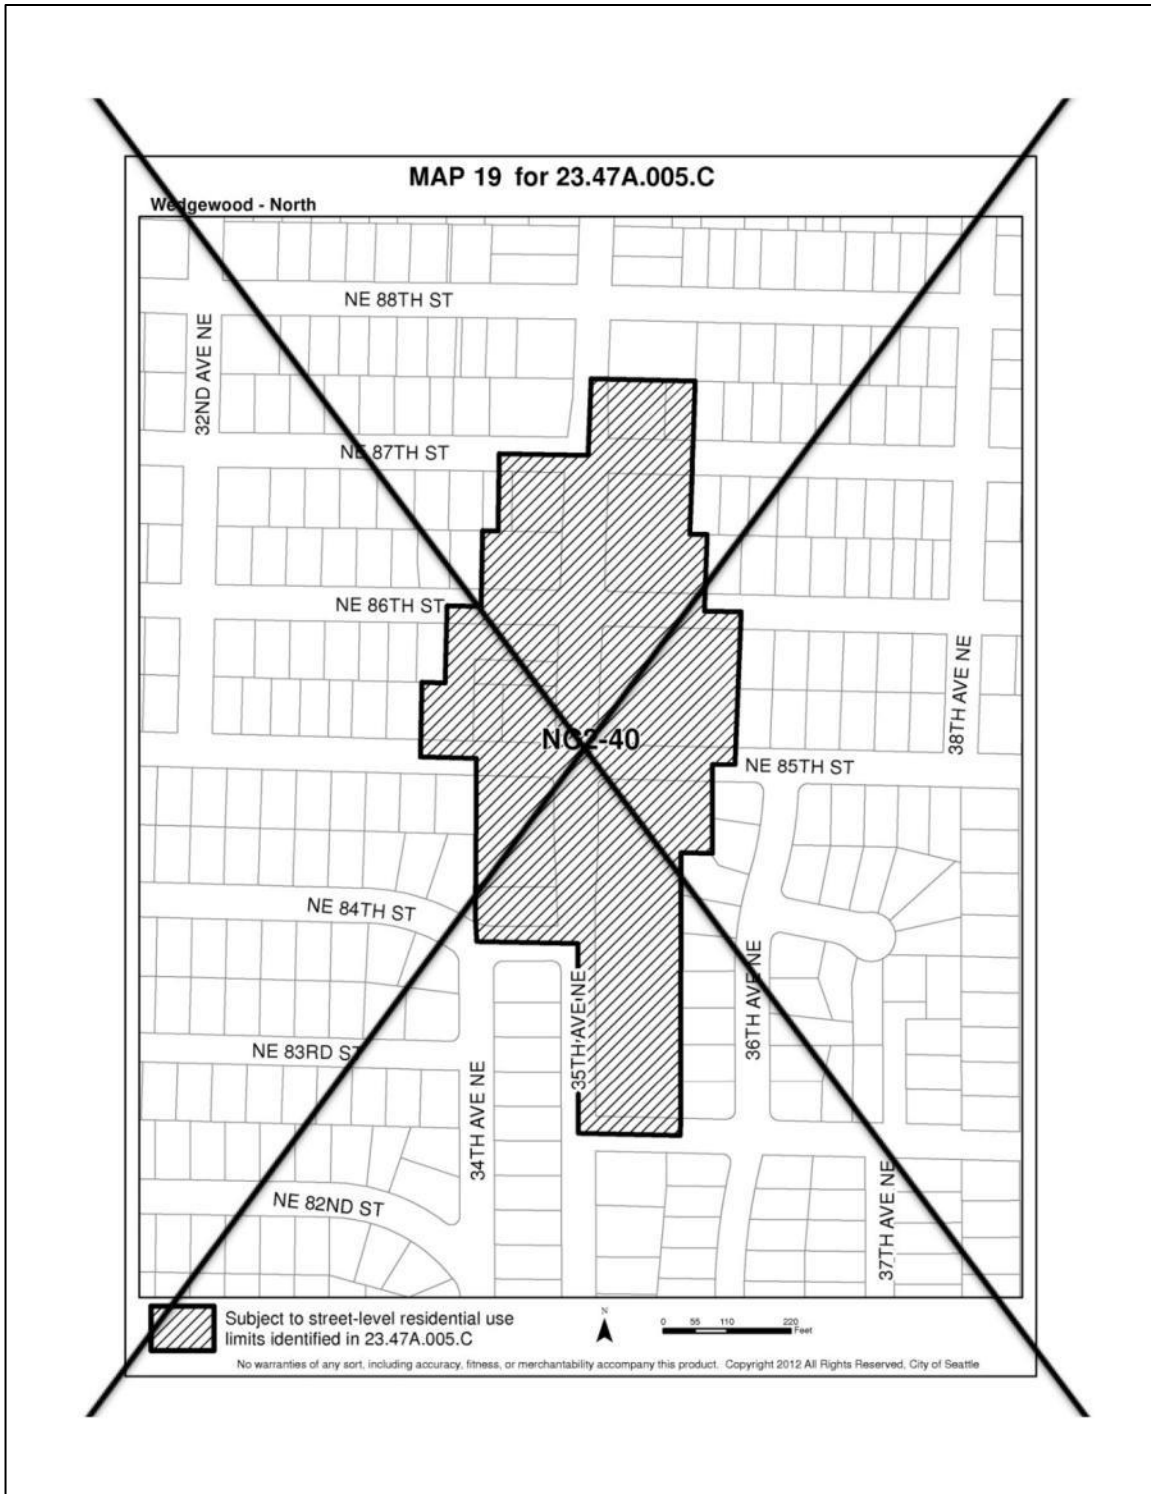 MAP 19 for 23.47A.005.C
Wedgewood - North
NE 88TH ST
32ND AVE NE
NE 87TH ST
NE 86TH ST
38TH AVE NE
NC2-40
NE 85TH ST
NE 84TH ST
35TH AVE NE
36TH AVE NE
NE 83RD ST
34TH AVE NE
37TH AVE NE
NE 82ND ST
Subject to street-level residential use
limits identified in 23.47A.005.C
N
0 55 110 220
Feet
No warranties of any sort, including accuracy, fitness, or merchantability accompany this product. Copyright 2012 All Rights Reserved, City of Seattle